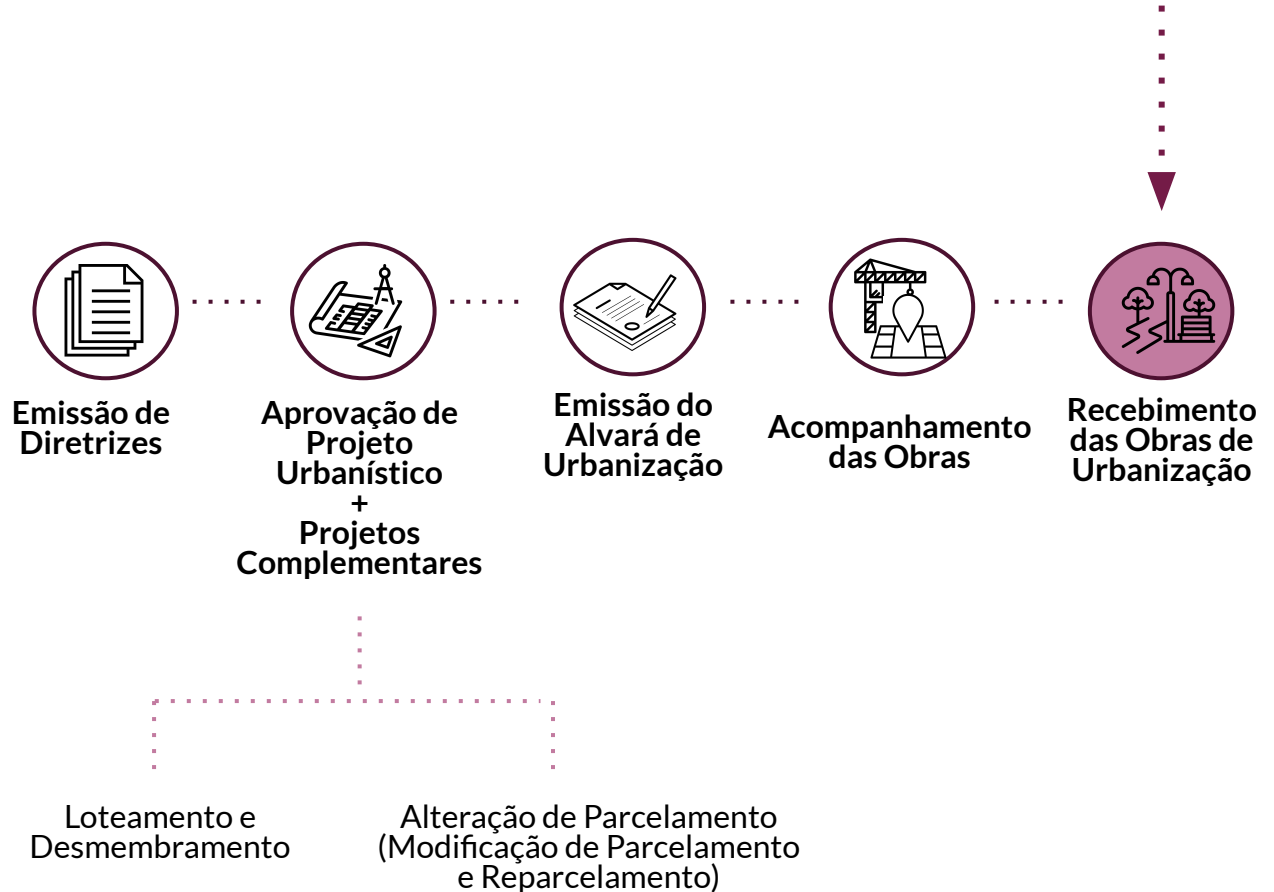 Emissão de
Diretrizes
Aprovação de
Projeto
Urbanístico
+
Projetos
Complementares
Emissão do
Alvará de
Urbanização
Acompanhamento
das Obras
Recebimento
das Obras de
Urbanização
Loteamento e
Desmembramento
Alteração de Parcelamento
(Modificação de Parcelamento
e Reparcelamento)